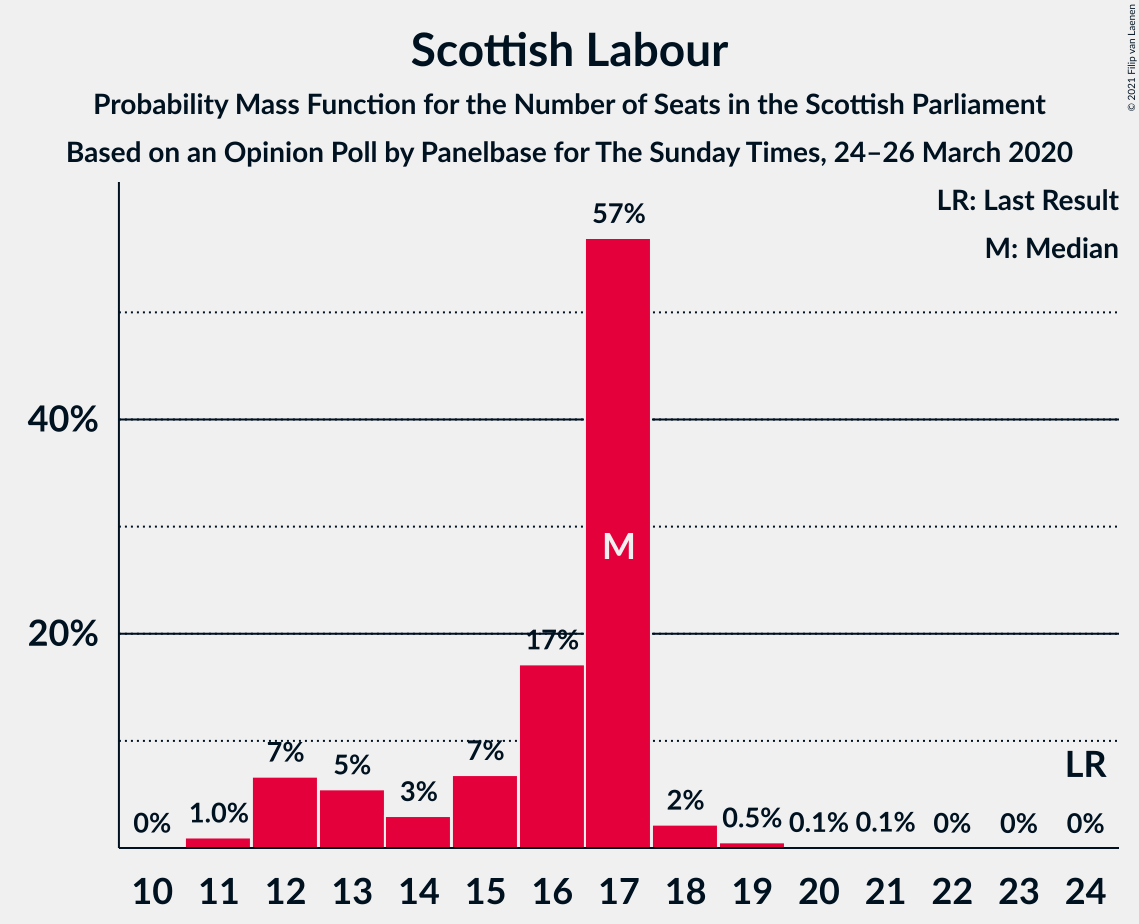 Scottish Labour
Probability Mass Function for the Number of Seats in the Scottish Parliament
Based on an Opinion Poll by Panelbase for The Sunday Times, 24–26 March 2020
© 2021 Filip van Laenen
LR: Last Result
M: Median
57%
40%
M
20%
17%
7%
5%
3%
7%
2%
LR
0%
1.0%
0.5%
0.1%
0.1%
0%
0%
0%
10 11 12 13 14 15 16 17 18 19 20 21 22 23 24